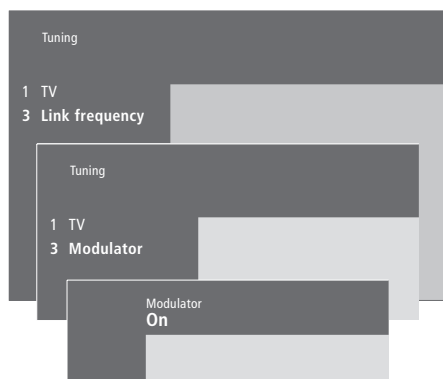 Tuning
1 TV
3 Link frequency
Tuning
1 TV
3 Modulator
Modulator
On